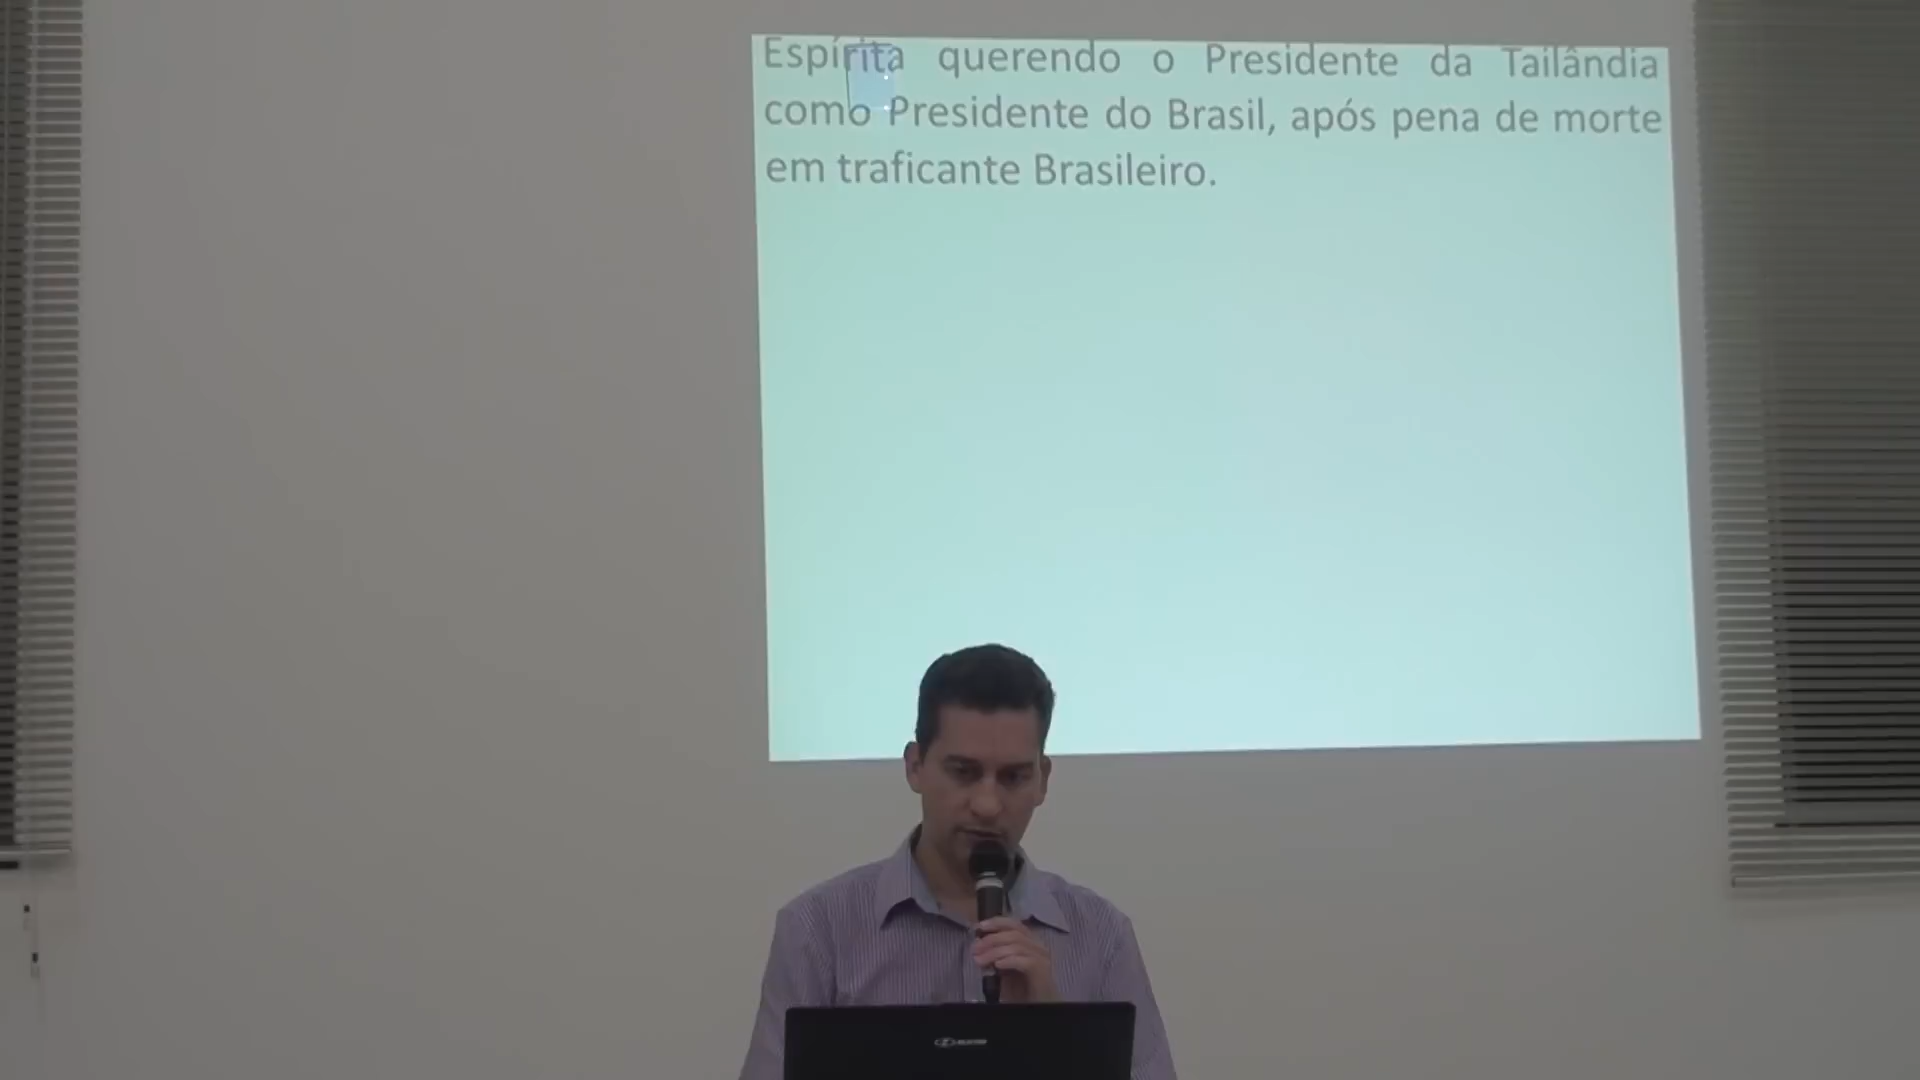 Espírita querendo o Presidente da Tailândia
como Presidente do Brasil, após pena de morte
em traficante Brasileiro.